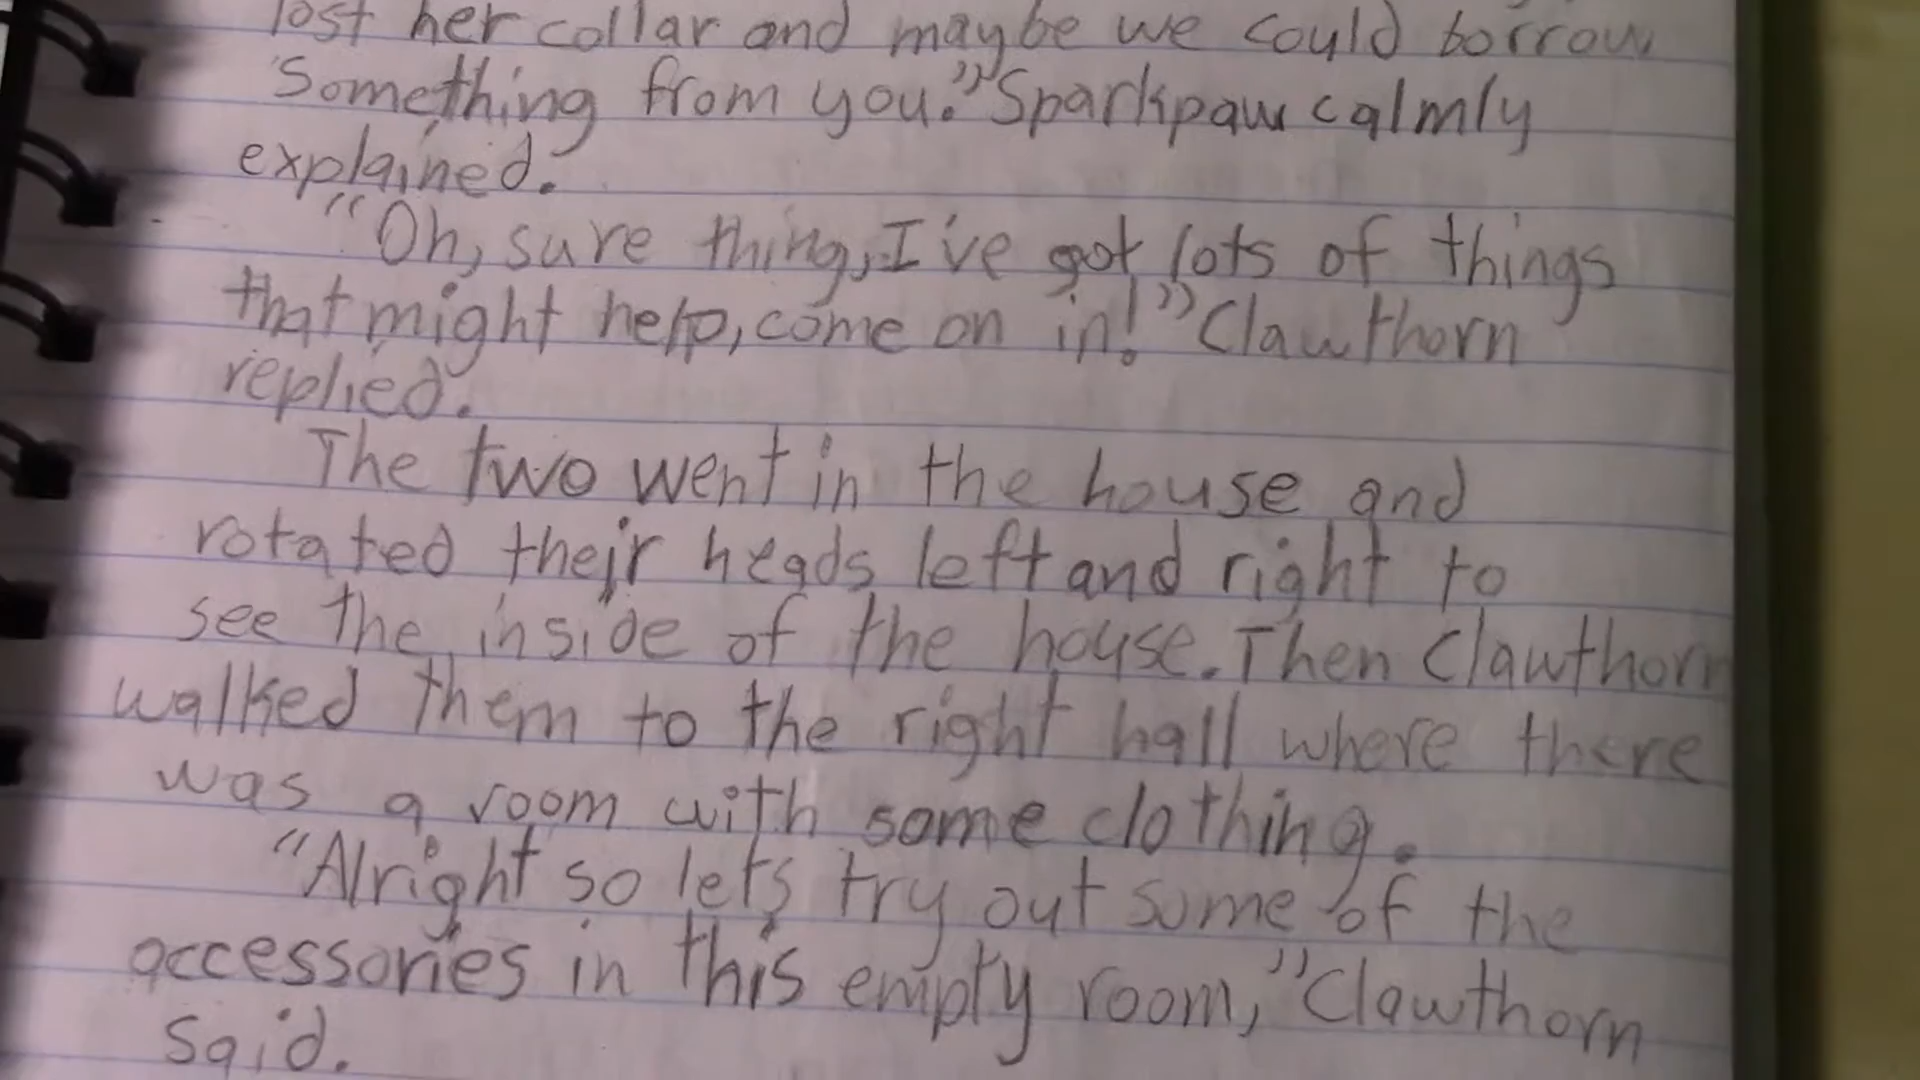 lost her collar and maybe we could borrow
Something from you." Sparkpaw calmly
explained.
"Oh, sure thing, I've got lots of things
that might help, come on in!" Clawthorn
replied.
The two went in the house and
rotated their heads left and right to
see the inside of the house. Then Clawthorn
walked them to the right hall where there
was a room with some clothing.
"Alright so let's try out some of the
accessories in this empty room," Clawthorn
said.